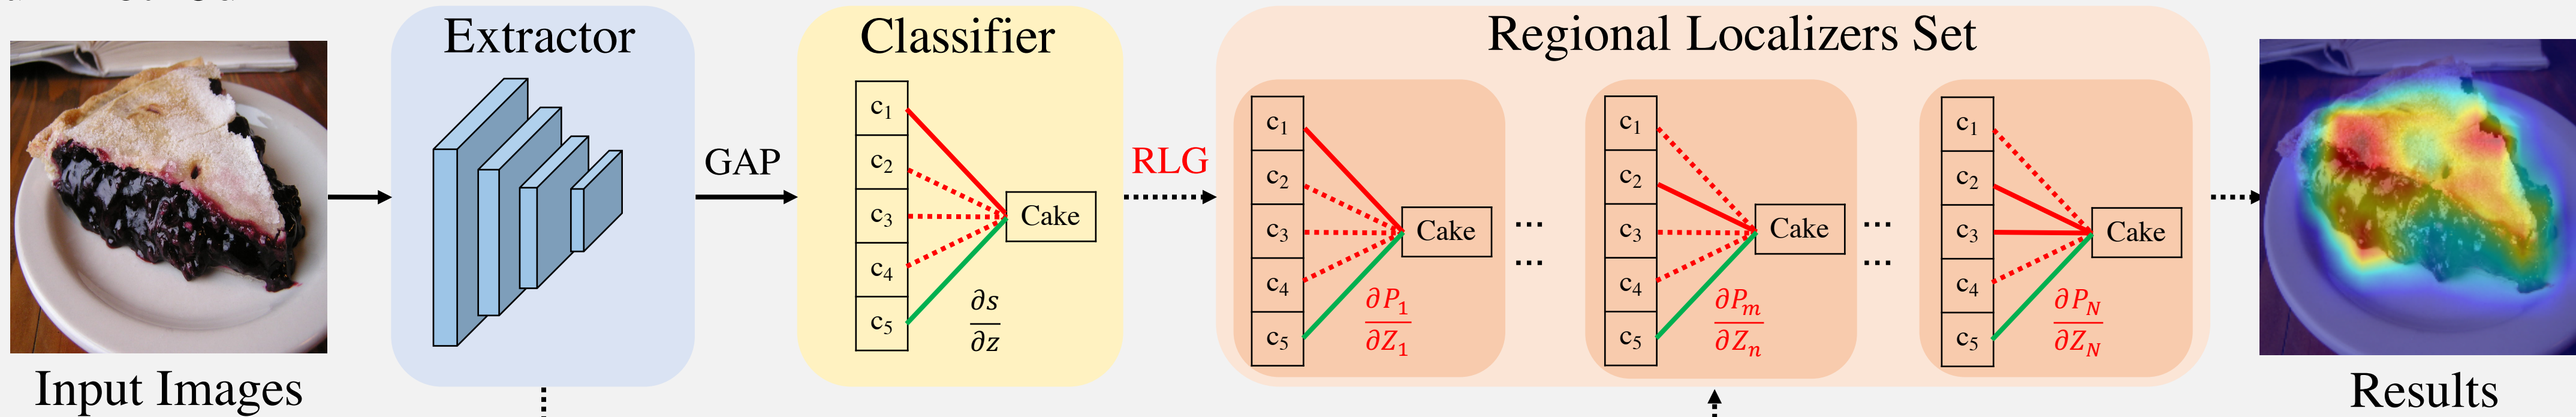 Input Images
Extractor
GAP
Classifier
c1
c2
c3
c4
c5
Cake
∂s
∂z
RLG
Regional Localizers Set
c1
c2
c3
c4
c5
Cake
∂P1
∂Z1
...
...
c1
c2
c3
c4
c5
Cake
∂Pm
∂Zn
...
...
c1
c2
c3
c4
c5
Cake
∂PN
∂ZN
Results